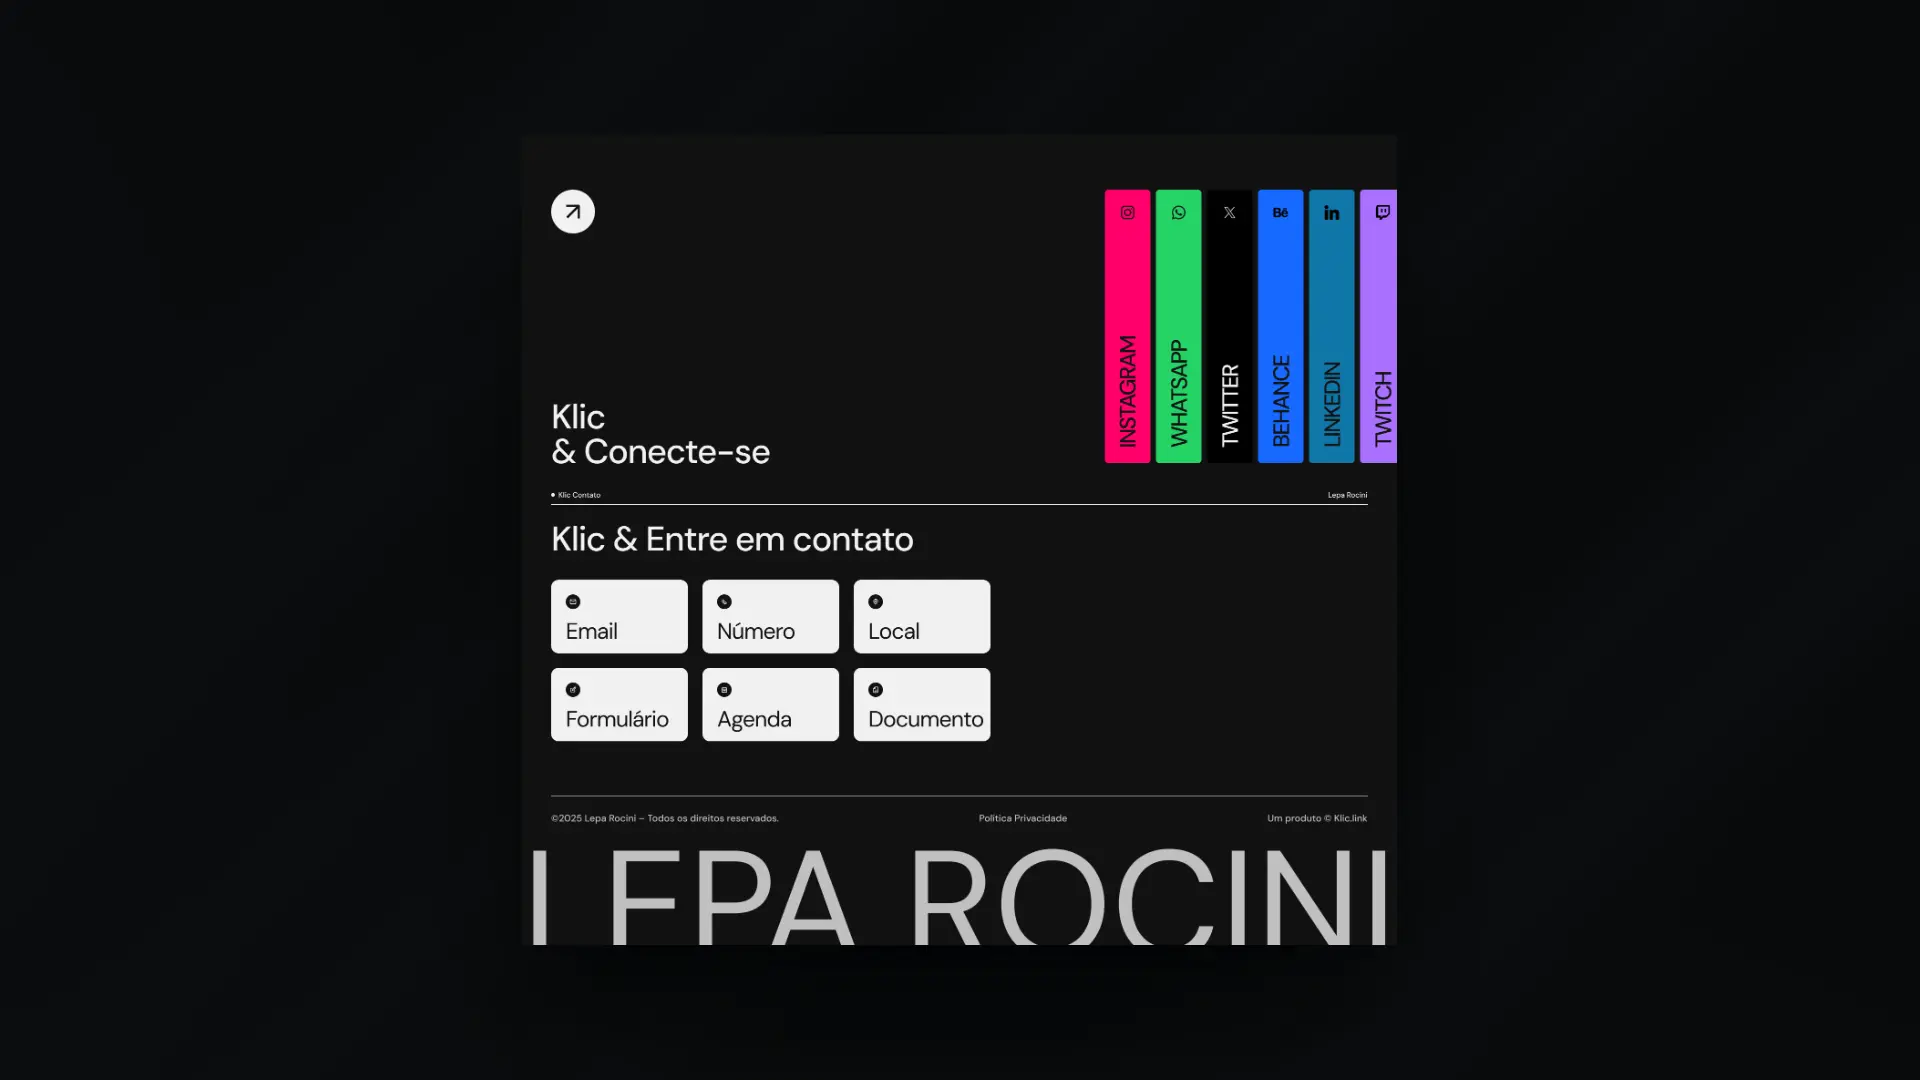 INSTAGRAM
WHATSAPP
TWITTER
Bē
BEHANCE
in
LINKEDIN
TWITCH
Klic
& Conecte-se
Klic Contato
Lepa Rocini
Klic & Entre em contato
Email
Número
Local
Formulário
Agenda
Documento
©2025 Lepa Rocini – Todos os direitos reservados.
Política Privacidade
Um produto © Klic.link
LEPA ROCINI